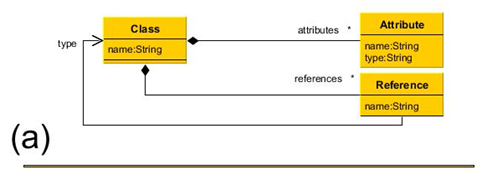 Class
name:String
attributes *
Attribute
name:String
type:String
type
references *
Reference
name:String
(a)